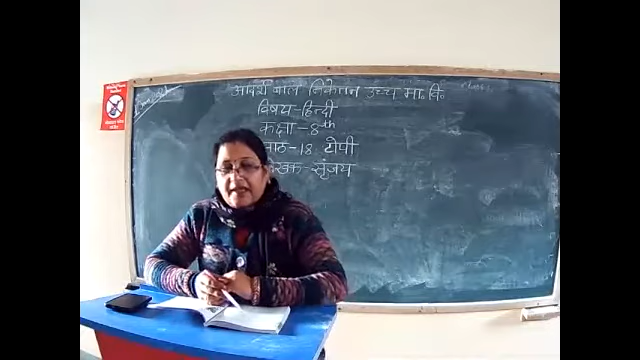 आदर्श बाल निकेतन उच्च मा. वि.
विषय-हिन्दी
कक्षा-8th
पाठ-18. टोपी
लेखक-सृंजय